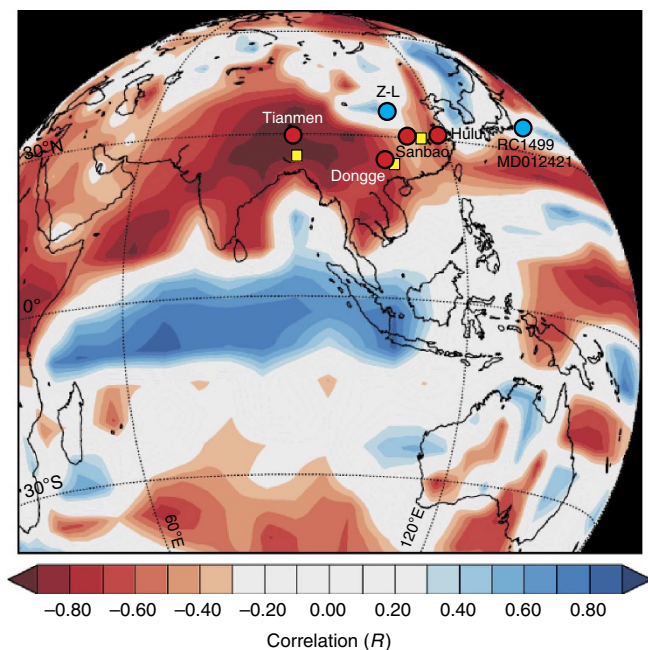 Z-L
Tianmen
Hulu
30°N
Sanbao
RC1499
MD012421
Dongge
0°
30°S
60°E
120°E
−0.80 −0.60 −0.40 −0.20 0.00 0.20 0.40 0.60 0.80
Correlation (R)